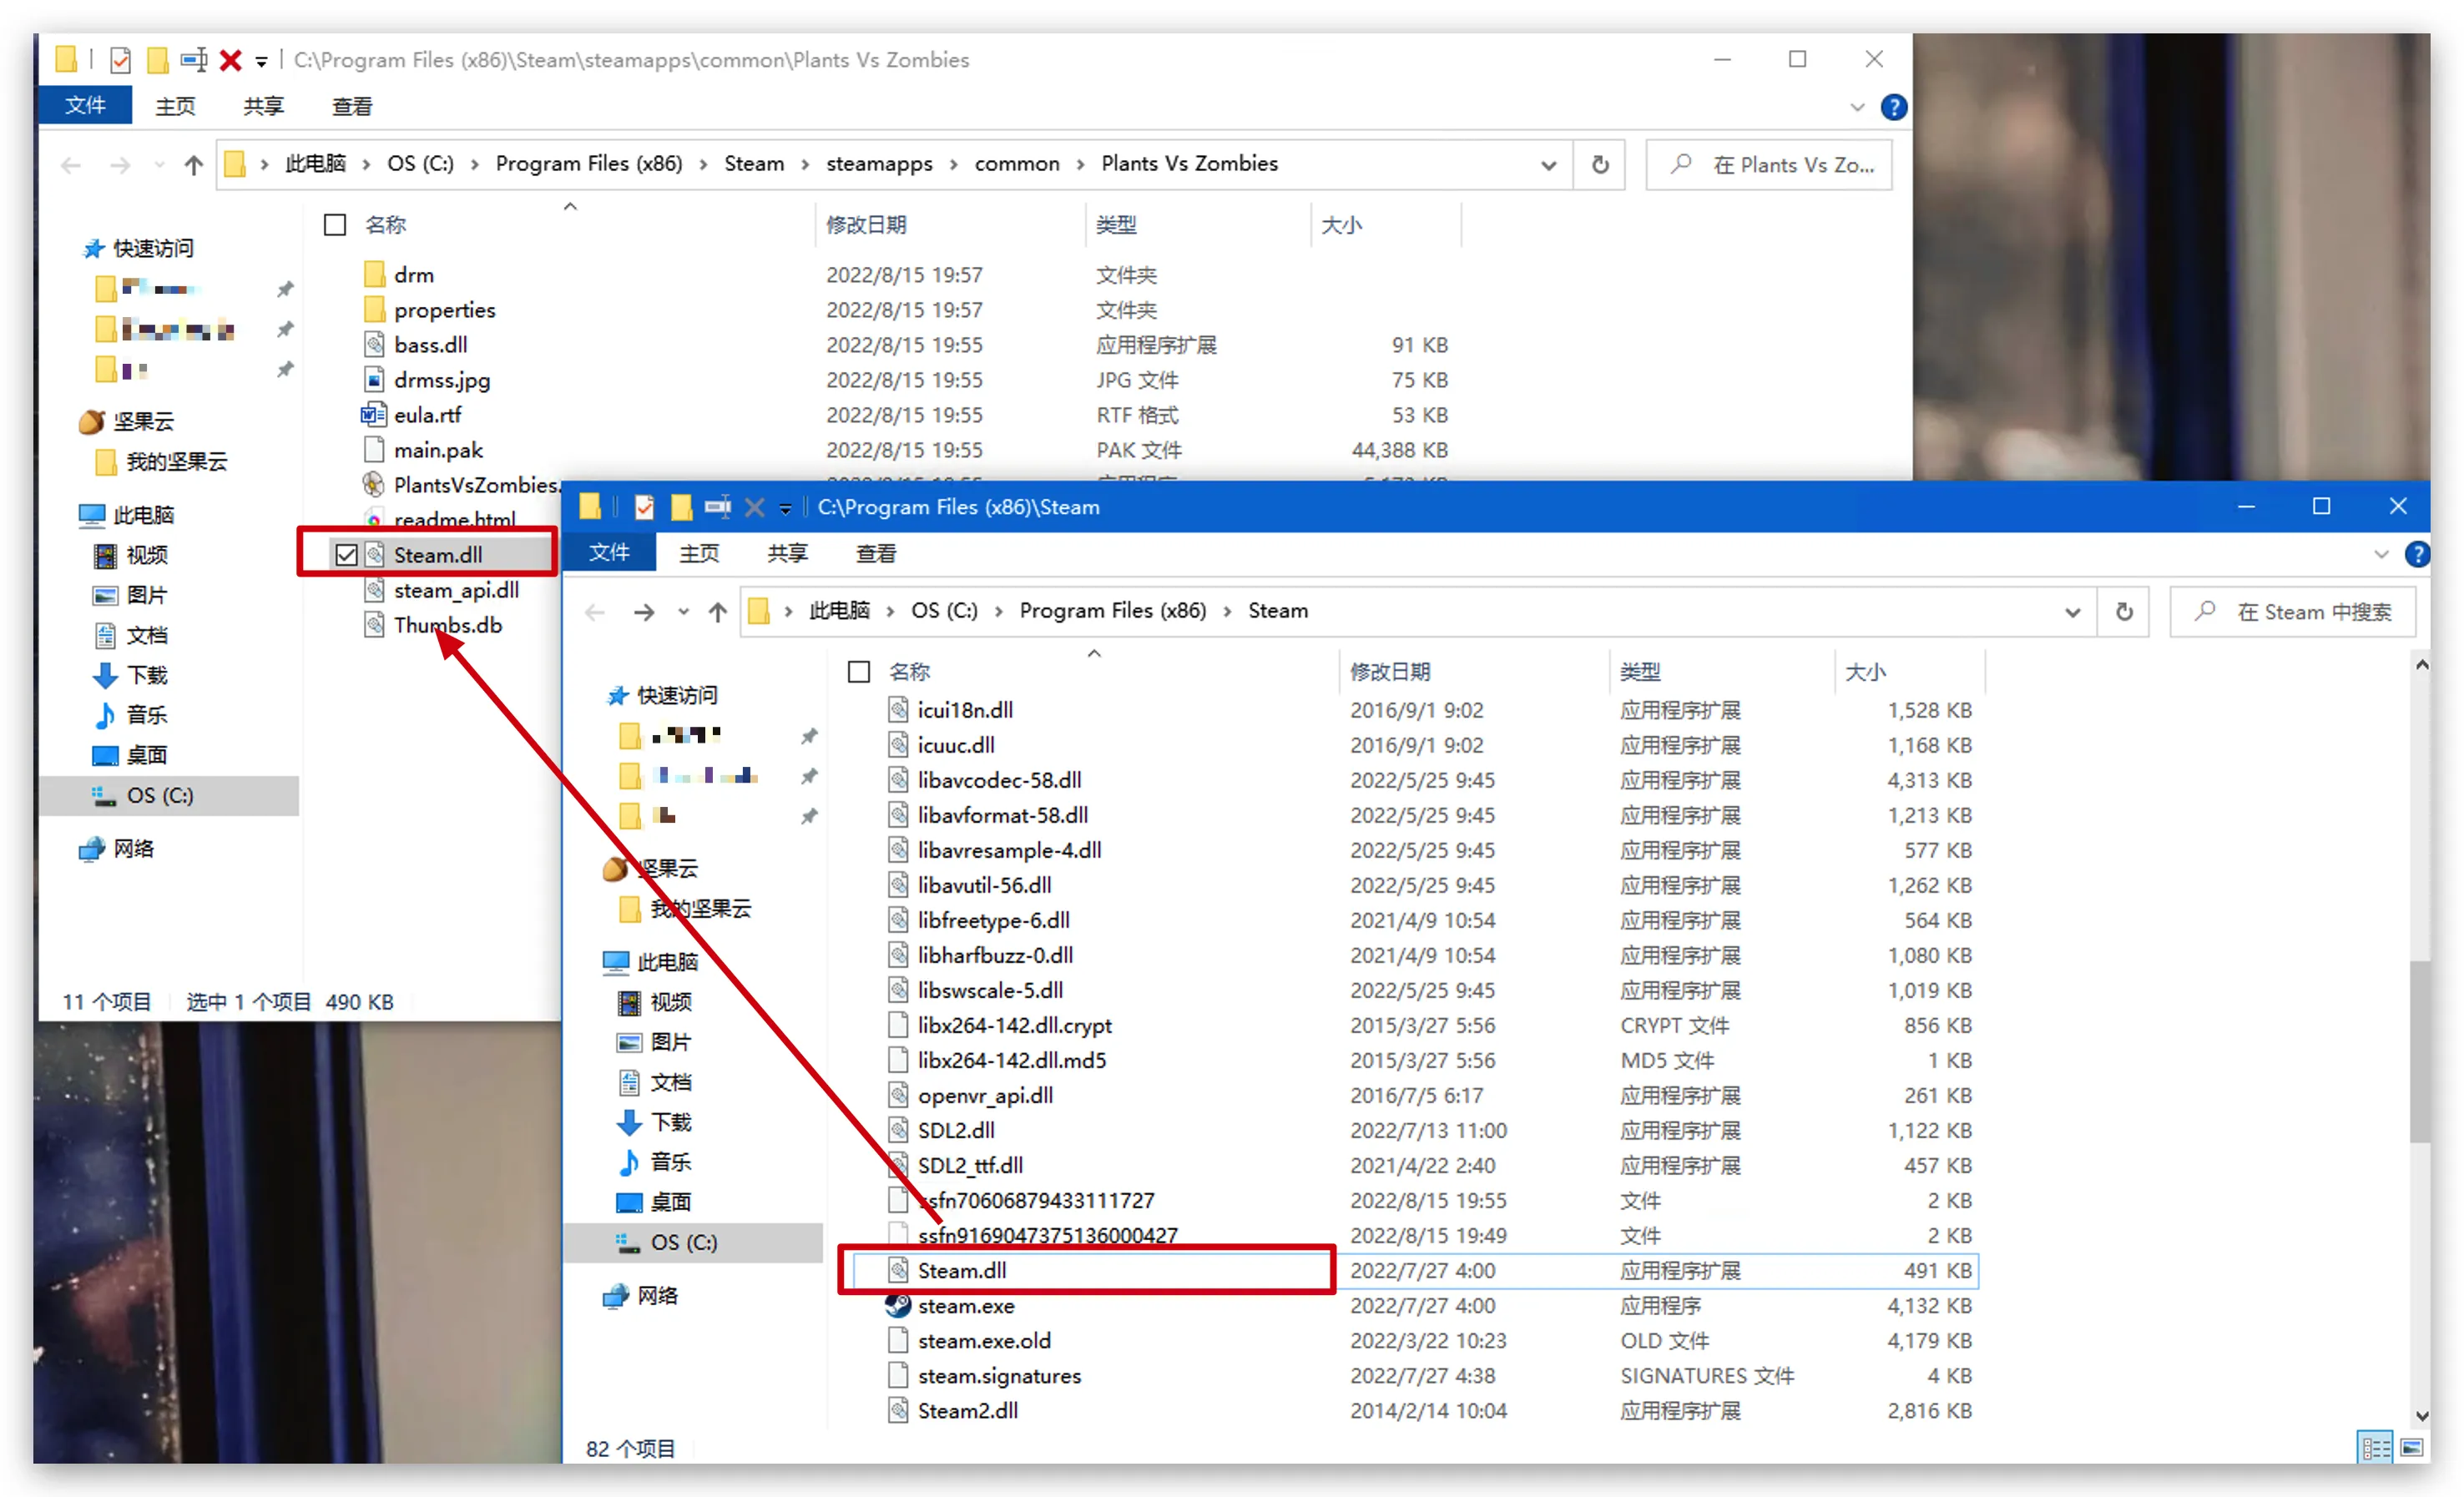 C:\Program Files (x86)\Steam\steamapps\common\Plants Vs Zombies
文件 主页 共享 查看
此电脑 › OS (C:) › Program Files (x86) › Steam › steamapps › common › Plants Vs Zombies
在 Plants Vs Zo...
名称 修改日期 类型 大小
快速访问
坚果云
我的坚果云
此电脑
视频
图片
文档
下载
音乐
桌面
OS (C:)
网络
drm 2022/8/15 19:57 文件夹
properties 2022/8/15 19:57 文件夹
bass.dll 2022/8/15 19:55 应用程序扩展 91 KB
drmss.jpg 2022/8/15 19:55 JPG 文件 75 KB
eula.rtf 2022/8/15 19:55 RTF 格式 53 KB
main.pak 2022/8/15 19:55 PAK 文件 44,388 KB
PlantsVsZombies.
readme.html
Steam.dll
steam_api.dll
Thumbs.db
11 个项目 选中 1 个项目 490 KB
C:\Program Files (x86)\Steam
文件 主页 共享 查看
此电脑 › OS (C:) › Program Files (x86) › Steam
在 Steam 中搜索
名称 修改日期 类型 大小
快速访问
坚果云
我的坚果云
此电脑
视频
图片
文档
下载
音乐
桌面
OS (C:)
网络
icui18n.dll 2016/9/1 9:02 应用程序扩展 1,528 KB
icuuc.dll 2016/9/1 9:02 应用程序扩展 1,168 KB
libavcodec-58.dll 2022/5/25 9:45 应用程序扩展 4,313 KB
libavformat-58.dll 2022/5/25 9:45 应用程序扩展 1,213 KB
libavresample-4.dll 2022/5/25 9:45 应用程序扩展 577 KB
libavutil-56.dll 2022/5/25 9:45 应用程序扩展 1,262 KB
libfreetype-6.dll 2021/4/9 10:54 应用程序扩展 564 KB
libharfbuzz-0.dll 2021/4/9 10:54 应用程序扩展 1,080 KB
libswscale-5.dll 2022/5/25 9:45 应用程序扩展 1,019 KB
libx264-142.dll.crypt 2015/3/27 5:56 CRYPT 文件 856 KB
libx264-142.dll.md5 2015/3/27 5:56 MD5 文件 1 KB
openvr_api.dll 2016/7/5 6:17 应用程序扩展 261 KB
SDL2.dll 2022/7/13 11:00 应用程序扩展 1,122 KB
SDL2_ttf.dll 2021/4/22 2:40 应用程序扩展 457 KB
ssfn70606879433111727 2022/8/15 19:55 文件 2 KB
ssfn9169047375136000427 2022/8/15 19:49 文件 2 KB
Steam.dll 2022/7/27 4:00 应用程序扩展 491 KB
steam.exe 2022/7/27 4:00 应用程序 4,132 KB
steam.exe.old 2022/3/22 10:23 OLD 文件 4,179 KB
steam.signatures 2022/7/27 4:38 SIGNATURES 文件 4 KB
Steam2.dll 2014/2/14 10:04 应用程序扩展 2,816 KB
82 个项目